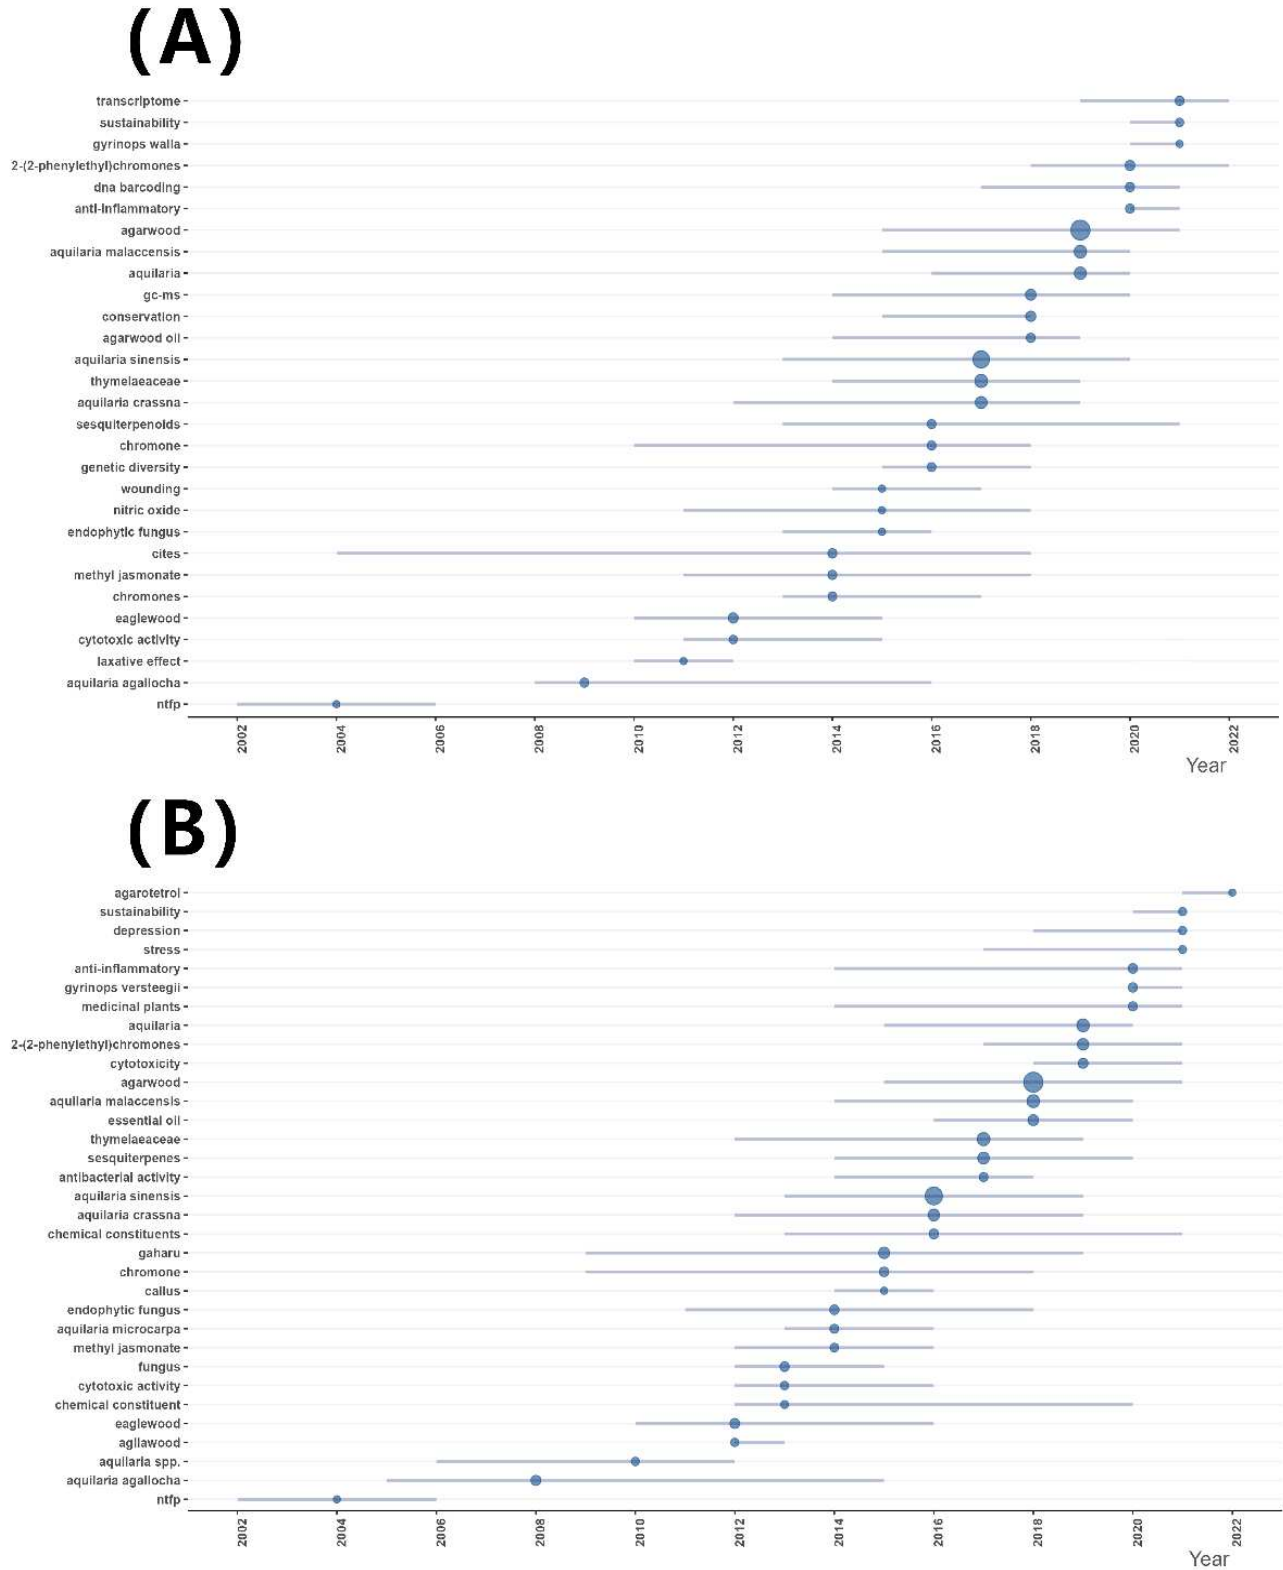 (A)
transcriptome
sustainability
gyrinops walla
2-(2-phenylethyl)chromones
dna barcoding
anti-inflammatory
agarwood
aquilaria malaccensis
aquilaria
gc-ms
conservation
agarwood oil
aquilaria sinensis
thymelaeaceae
aquilaria crassna
sesquiterpenoids
chromone
genetic diversity
wounding
nitric oxide
endophytic fungus
cites
methyl jasmonate
chromones
eaglewood
cytotoxic activity
laxative effect
aquilaria agallocha
ntfp
2002 2004 2006 2008 2010 2012 2014 2016 2018 2020 2022
Year
(B)
agarotetrol
sustainability
depression
stress
anti-inflammatory
gyrinops versteegii
medicinal plants
aquilaria
2-(2-phenylethyl)chromones
cytotoxicity
agarwood
aquilaria malaccensis
essential oil
thymelaeaceae
sesquiterpenes
antibacterial activity
aquilaria sinensis
aquilaria crassna
chemical constituents
gaharu
chromone
callus
endophytic fungus
aquilaria microcarpa
methyl jasmonate
fungus
cytotoxic activity
chemical constituent
eaglewood
agilawood
aquilaria spp.
aquilaria agallocha
ntfp
2002 2004 2006 2008 2010 2012 2014 2016 2018 2020 2022
Year